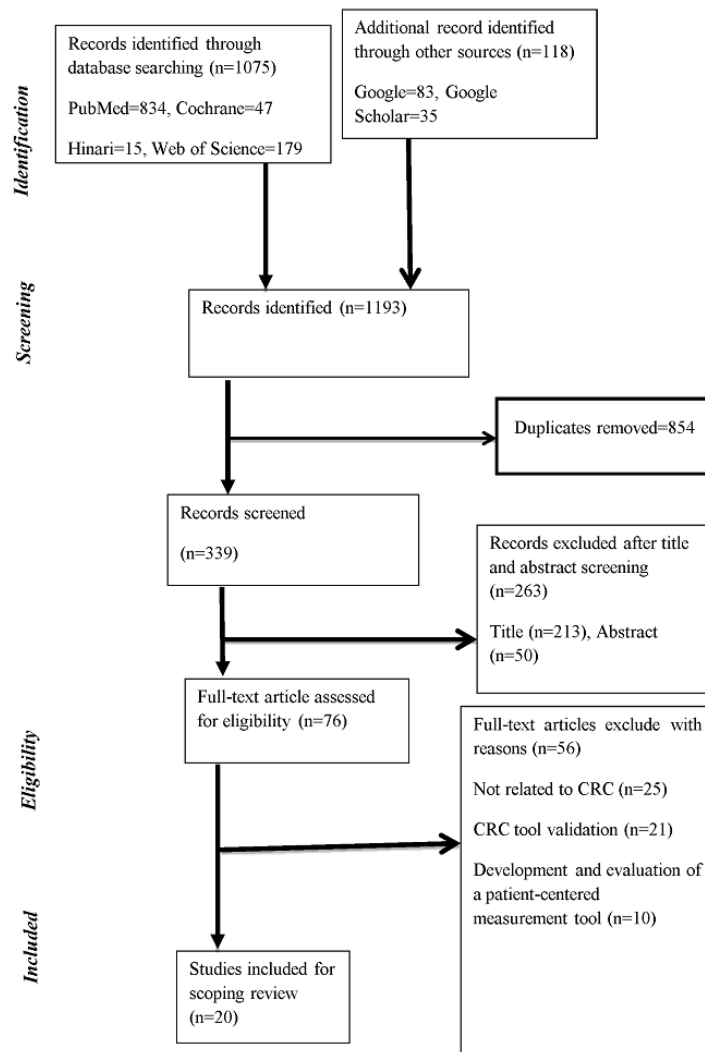 Identification
Records identified through
database searching (n=1075)
PubMed=834, Cochrane=47
Hinari=15, Web of Science=179
Additional record identified
through other sources (n=118)
Google=83, Google
Scholar=35
Screening
Records identified (n=1193)
Duplicates removed=854
Records screened
(n=339)
Records excluded after title
and abstract screening
(n=263)
Title (n=213), Abstract
(n=50)
Eligibility
Full-text article assessed
for eligibility (n=76)
Full-text articles exclude with
reasons (n=56)
Not related to CRC (n=25)
CRC tool validation (n=21)
Development and evaluation of
a patient-centered
measurement tool (n=10)
Included
Studies included for
scoping review
(n=20)